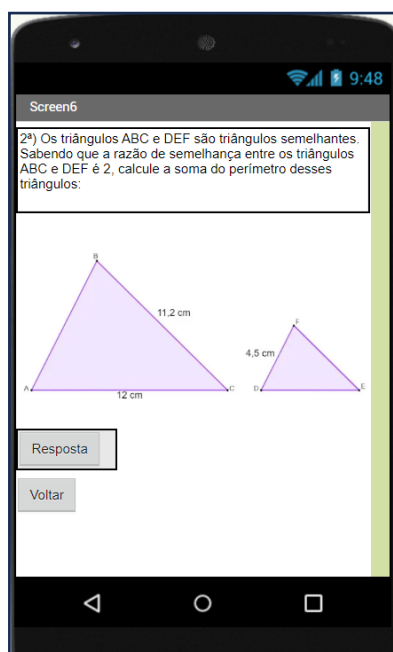 9:48
Screen6
2ª) Os triângulos ABC e DEF são triângulos semelhantes.
Sabendo que a razão de semelhança entre os triângulos
ABC e DEF é 2, calcule a soma do perímetro desses
triângulos:
B
11,2 cm
F
4,5 cm
A
C
D
E
12 cm
Resposta
Voltar